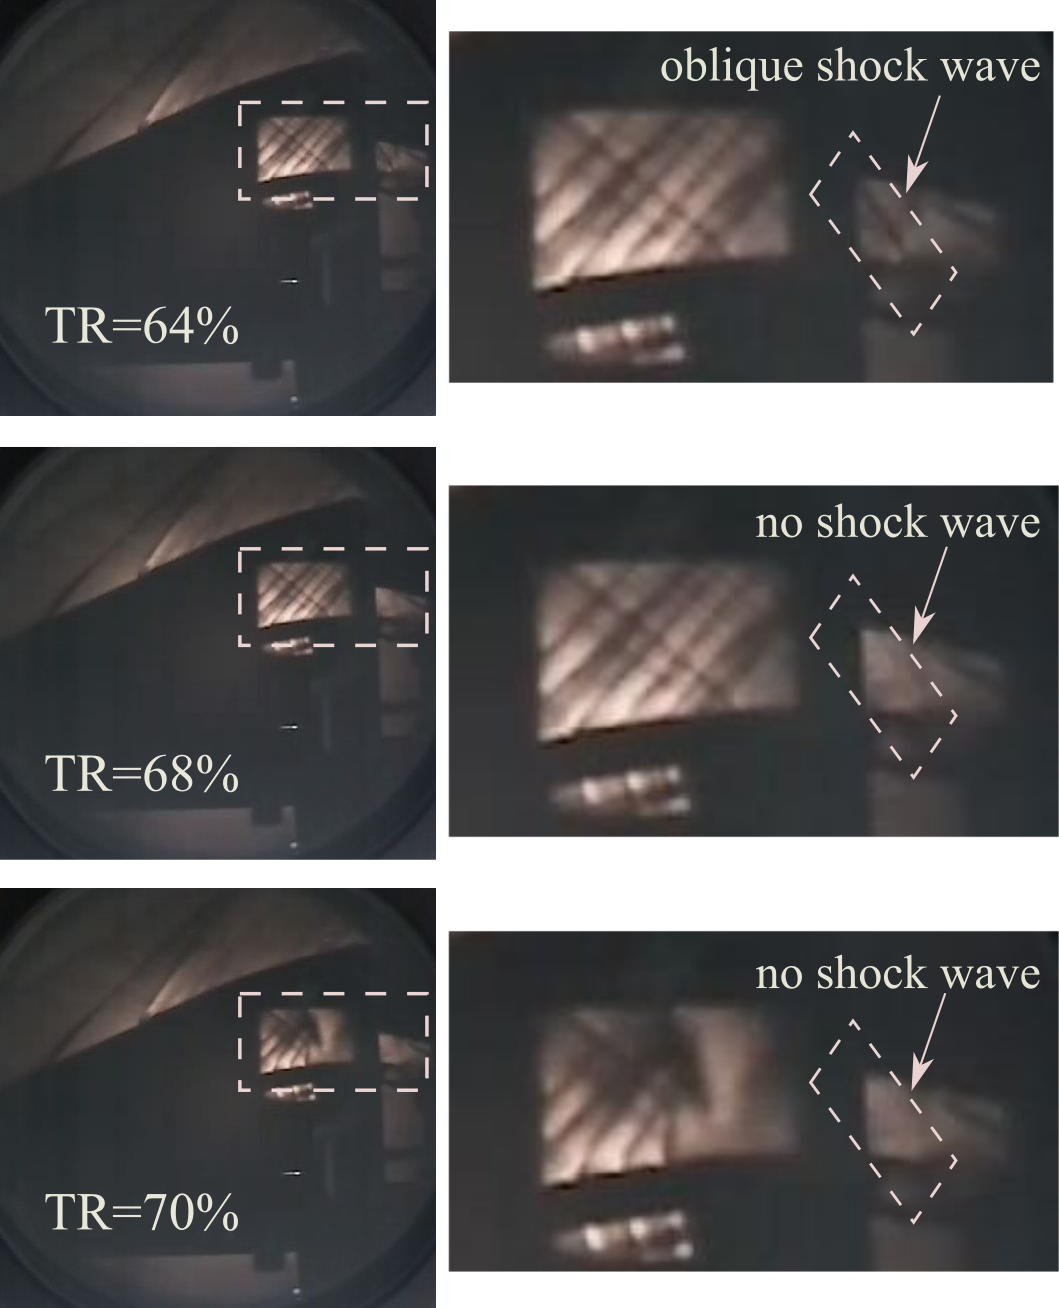 oblique shock wave
TR=64%
no shock wave
TR=68%
no shock wave
TR=70%